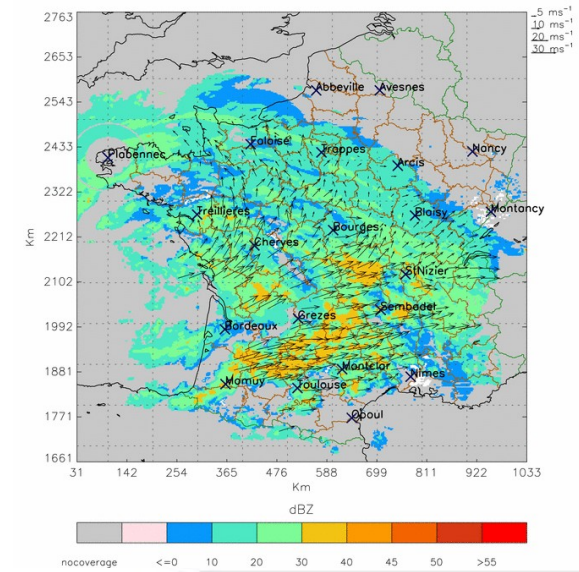 2763
5 ms⁻¹
10 ms⁻¹
20 ms⁻¹
30 ms⁻¹
2653
Abbeville
Avesnes
2543
2433
Falaise
Trappes
Nancy
Plabennec
Arcis
2322
Treillieres
Blaisy
Montancy
2212
Bourges
Cherves
Km
2102
StNizier
Sembadel
1992
Grezes
Bordeaux
1881
Montclar
Nimes
Momuy
Toulouse
1771
Opoul
1661
31 142 254 365 476 588 699 811 922 1033
Km
dBZ
nocoverage <=0 10 20 30 40 45 50 >55